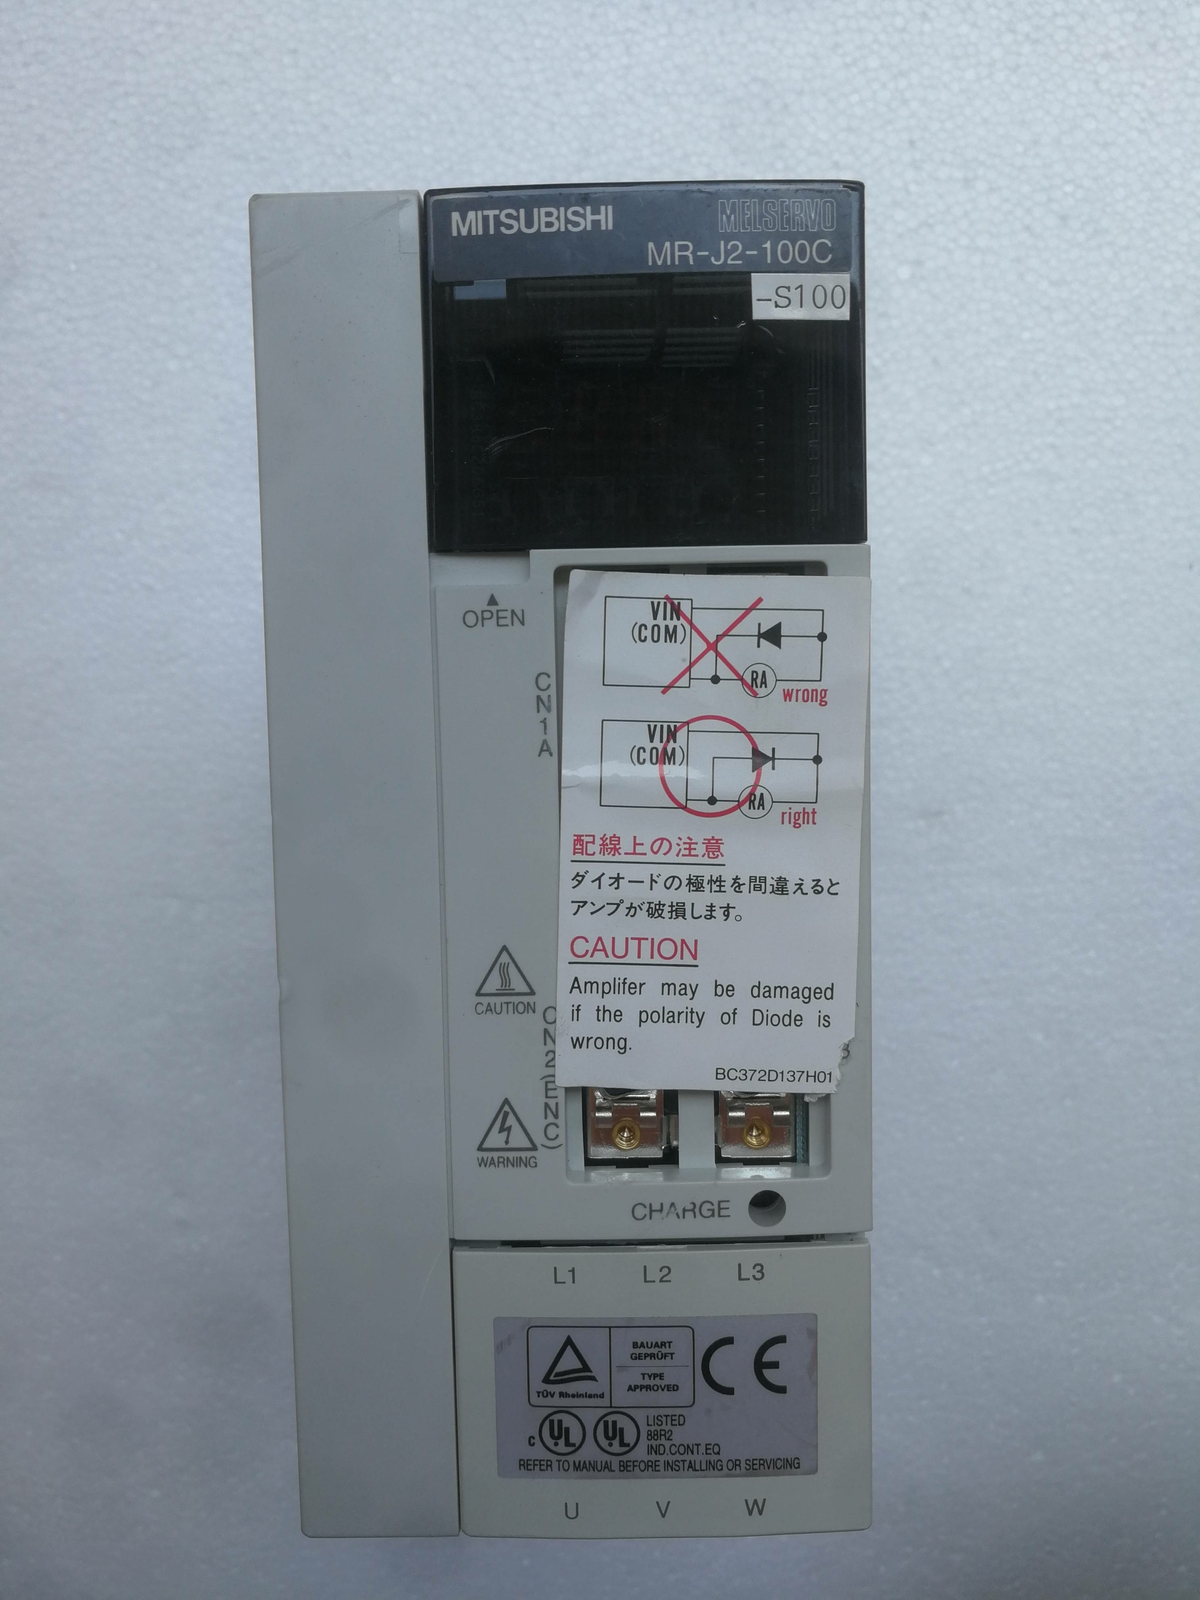 MITSUBISHI
MELSERVO
MR-J2-100C
-S100
OPEN
CN1A
VIN
(COM)
RA
wrong
VIN
(COM)
RA
right
配線上の注意
ダイオードの極性を間違えると
アンプが破損します。
CAUTION
Amplifer may be damaged
if the polarity of Diode is
wrong.
BC372D137H01
CAUTION
CN2(ENC)
WARNING
CHARGE
L1 L2 L3
TÜV Rheinland
BAUART
GEPRÜFT
TYPE
APPROVED
CE
c UL UL
LISTED
88R2
IND.CONT.EQ
REFER TO MANUAL BEFORE INSTALLING OR SERVICING
U V W